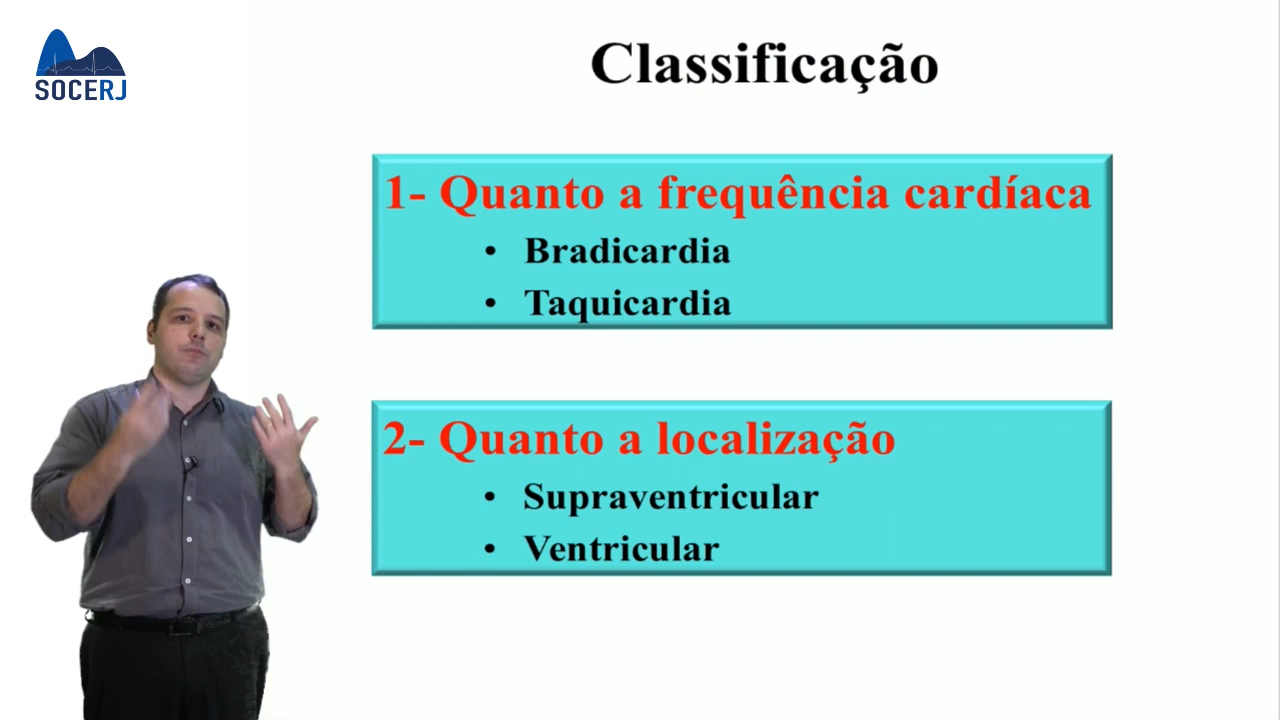 SOCERJ
Classificação
1- Quanto a frequência cardíaca
• Bradicardia
• Taquicardia
2- Quanto a localização
• Supraventricular
• Ventricular